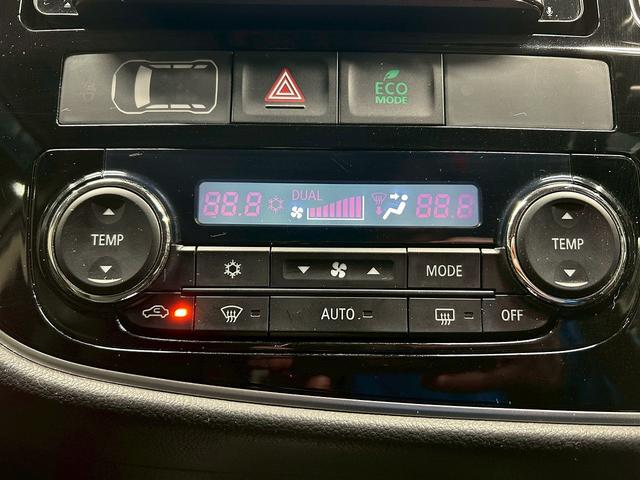 ECO
MODE
DUAL
88.8 88.8
TEMP
TEMP
MODE
AUTO
OFF